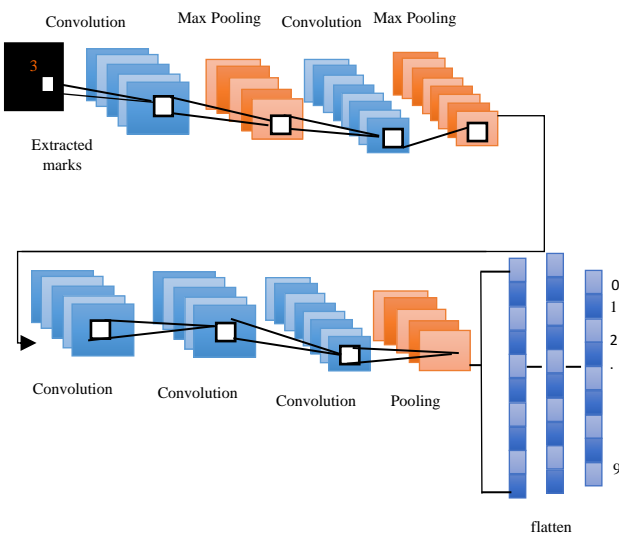 Convolution
Max Pooling
Convolution
Max Pooling
3
Extracted
marks
0
1
2
.
9
Convolution
Convolution
Convolution
Pooling
flatten